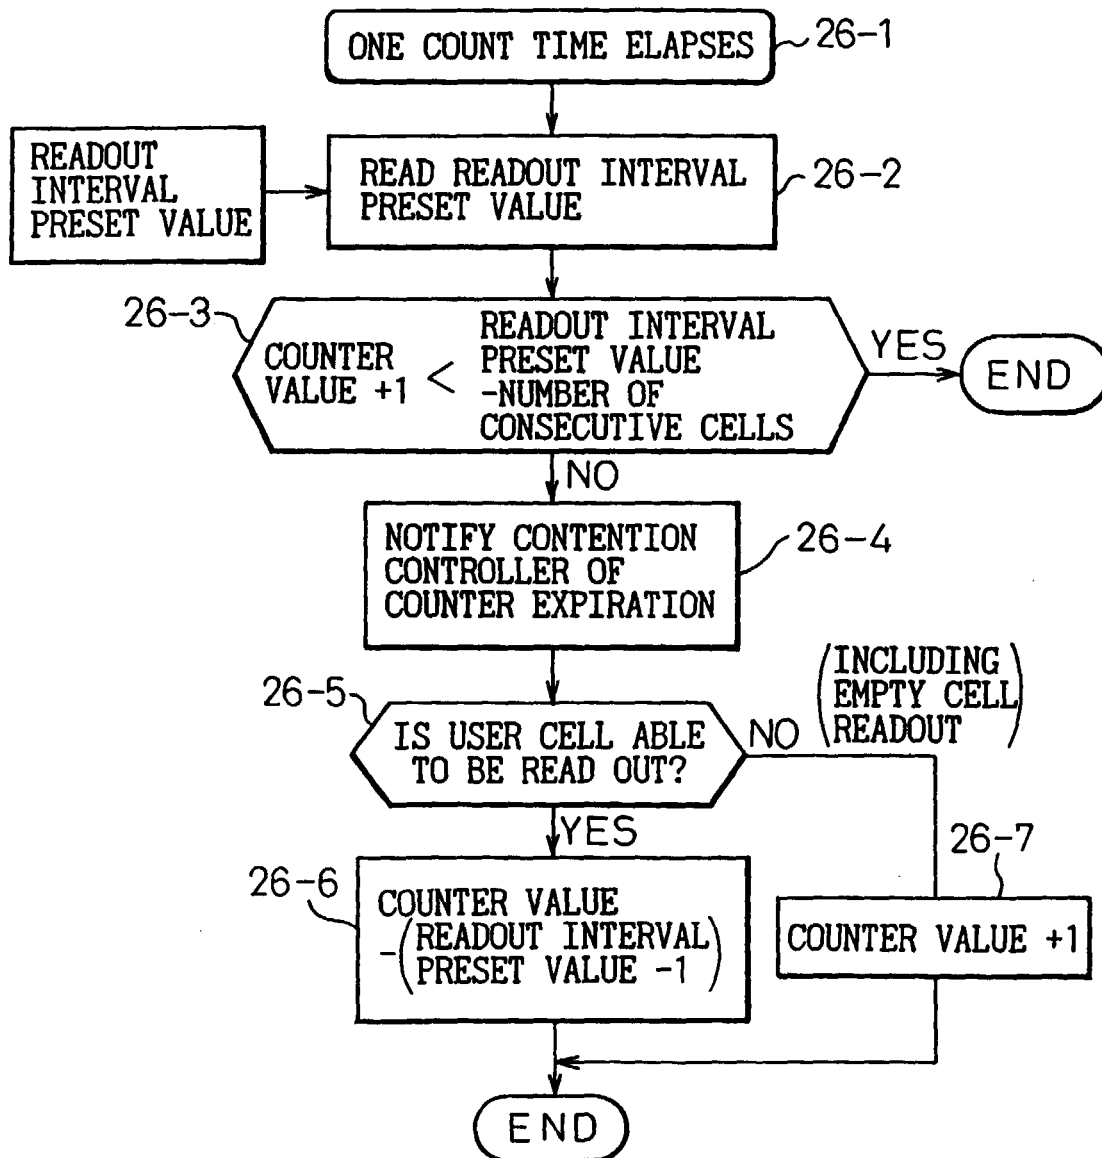 ONE COUNT TIME ELAPSES
26-1
READOUT
INTERVAL
PRESET VALUE
READ READOUT INTERVAL
PRESET VALUE
26-2
26-3
COUNTER
VALUE +1
<
READOUT INTERVAL
PRESET VALUE
-NUMBER OF
CONSECUTIVE CELLS
YES
END
NO
NOTIFY CONTENTION
CONTROLLER OF
COUNTER EXPIRATION
26-4
26-5
IS USER CELL ABLE
TO BE READ OUT?
NO
(INCLUDING
EMPTY CELL
READOUT)
YES
26-6
COUNTER VALUE
-(READOUT INTERVAL
PRESET VALUE -1)
26-7
COUNTER VALUE +1
END